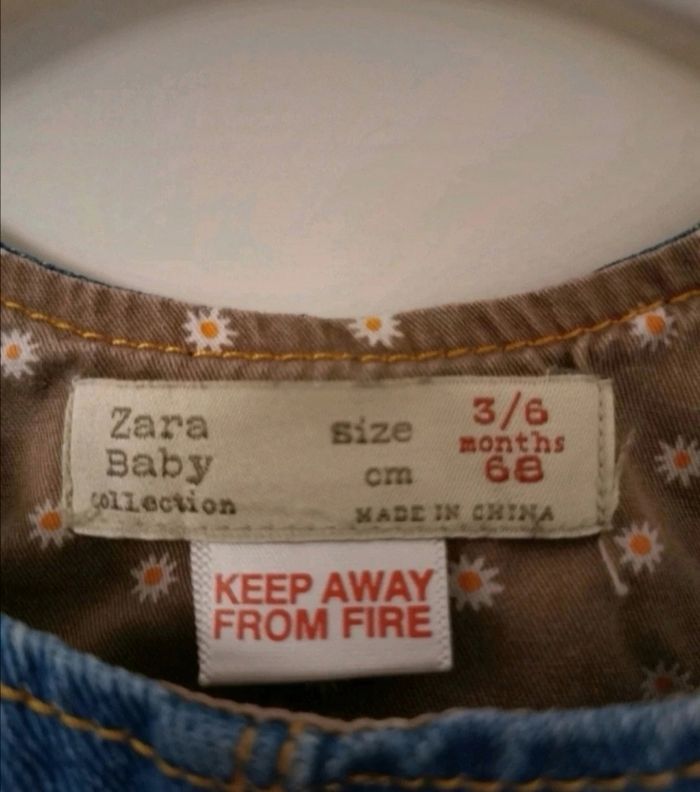 Zara
Baby
collection
Size
cm
3/6
months
68
MADE IN CHINA
KEEP AWAY
FROM FIRE